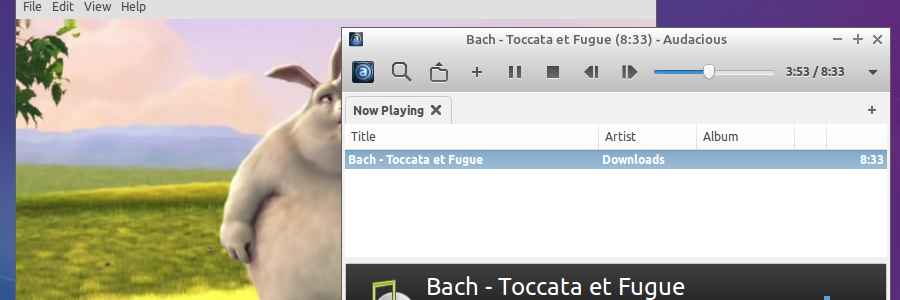 File Edit View Help
Bach - Toccata et Fugue (8:33) - Audacious
3:53 / 8:33
Now Playing
Title Artist Album
Bach - Toccata et Fugue Downloads 8:33
Bach - Toccata et Fugue